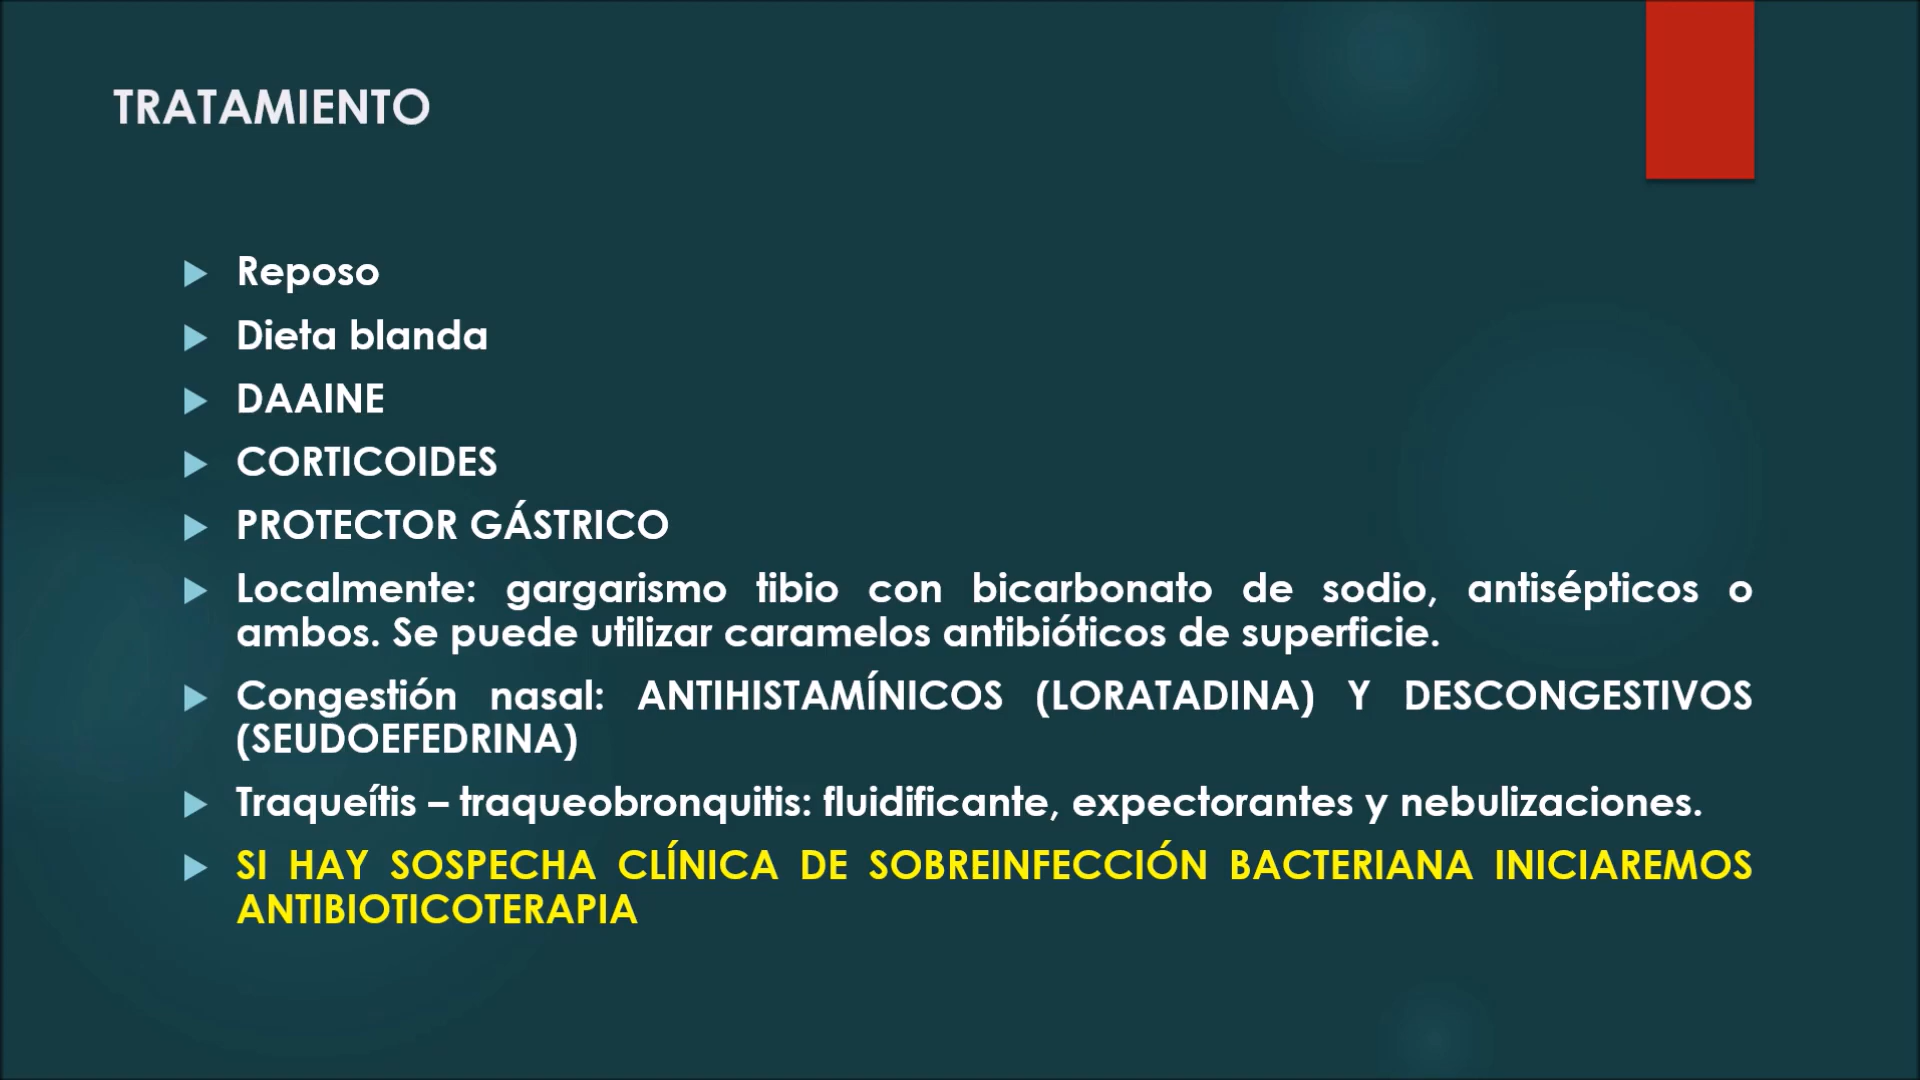 TRATAMIENTO
Reposo
Dieta blanda
DAAINE
CORTICOIDES
PROTECTOR GÁSTRICO
Localmente: gargarismo tibio con bicarbonato de sodio, antisépticos o
ambos. Se puede utilizar caramelos antibióticos de superficie.
Congestión nasal: ANTIHISTAMÍNICOS (LORATADINA) Y DESCONGESTIVOS
(SEUDOEFEDRINA)
Traqueítis – traqueobronquitis: fluidificante, expectorantes y nebulizaciones.
SI HAY SOSPECHA CLÍNICA DE SOBREINFECCIÓN BACTERIANA INICIAREMOS
ANTIBIOTICOTERAPIA